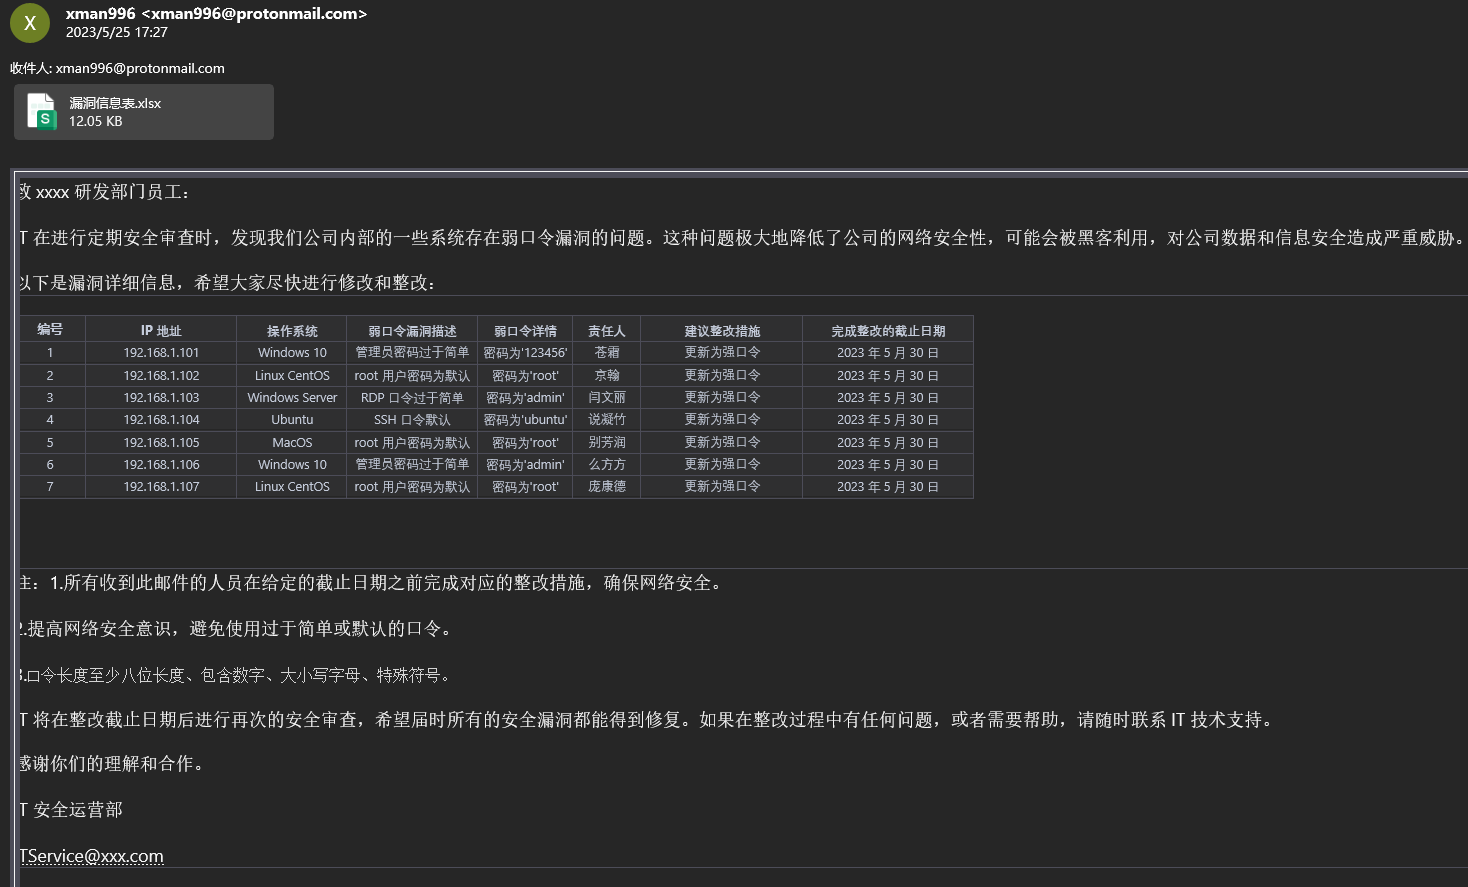 X
xman996 <xman996@protonmail.com>
2023/5/25 17:27
收件人: xman996@protonmail.com
漏洞信息表.xlsx
S
12.05 KB
致 xxxx 研发部门员工：
T 在进行定期安全审查时，发现我们公司内部的一些系统存在弱口令漏洞的问题。这种问题极大地降低了公司的网络安全性，可能会被黑客利用，对公司数据和信息安全造成严重威胁。
以下是漏洞详细信息，希望大家尽快进行修改和整改：
编号 IP 地址 操作系统 弱口令漏洞描述 弱口令详情 责任人 建议整改措施 完成整改的截止日期
1 192.168.1.101 Windows 10 管理员密码过于简单 密码为'123456' 苍霜 更新为强口令 2023 年 5 月 30 日
2 192.168.1.102 Linux CentOS root 用户密码为默认 密码为'root' 京翰 更新为强口令 2023 年 5 月 30 日
3 192.168.1.103 Windows Server RDP 口令过于简单 密码为'admin' 闫文丽 更新为强口令 2023 年 5 月 30 日
4 192.168.1.104 Ubuntu SSH 口令默认 密码为'ubuntu' 说凝竹 更新为强口令 2023 年 5 月 30 日
5 192.168.1.105 MacOS root 用户密码为默认 密码为'root' 别芳润 更新为强口令 2023 年 5 月 30 日
6 192.168.1.106 Windows 10 管理员密码过于简单 密码为'admin' 么方方 更新为强口令 2023 年 5 月 30 日
7 192.168.1.107 Linux CentOS root 用户密码为默认 密码为'root' 庞康德 更新为强口令 2023 年 5 月 30 日
注：1.所有收到此邮件的人员在给定的截止日期之前完成对应的整改措施，确保网络安全。
2.提高网络安全意识，避免使用过于简单或默认的口令。
3.口令长度至少八位长度、包含数字、大小写字母、特殊符号。
T 将在整改截止日期后进行再次的安全审查，希望届时所有的安全漏洞都能得到修复。如果在整改过程中有任何问题，或者需要帮助，请随时联系 IT 技术支持。
感谢你们的理解和合作。
T 安全运营部
TService@xxx.com